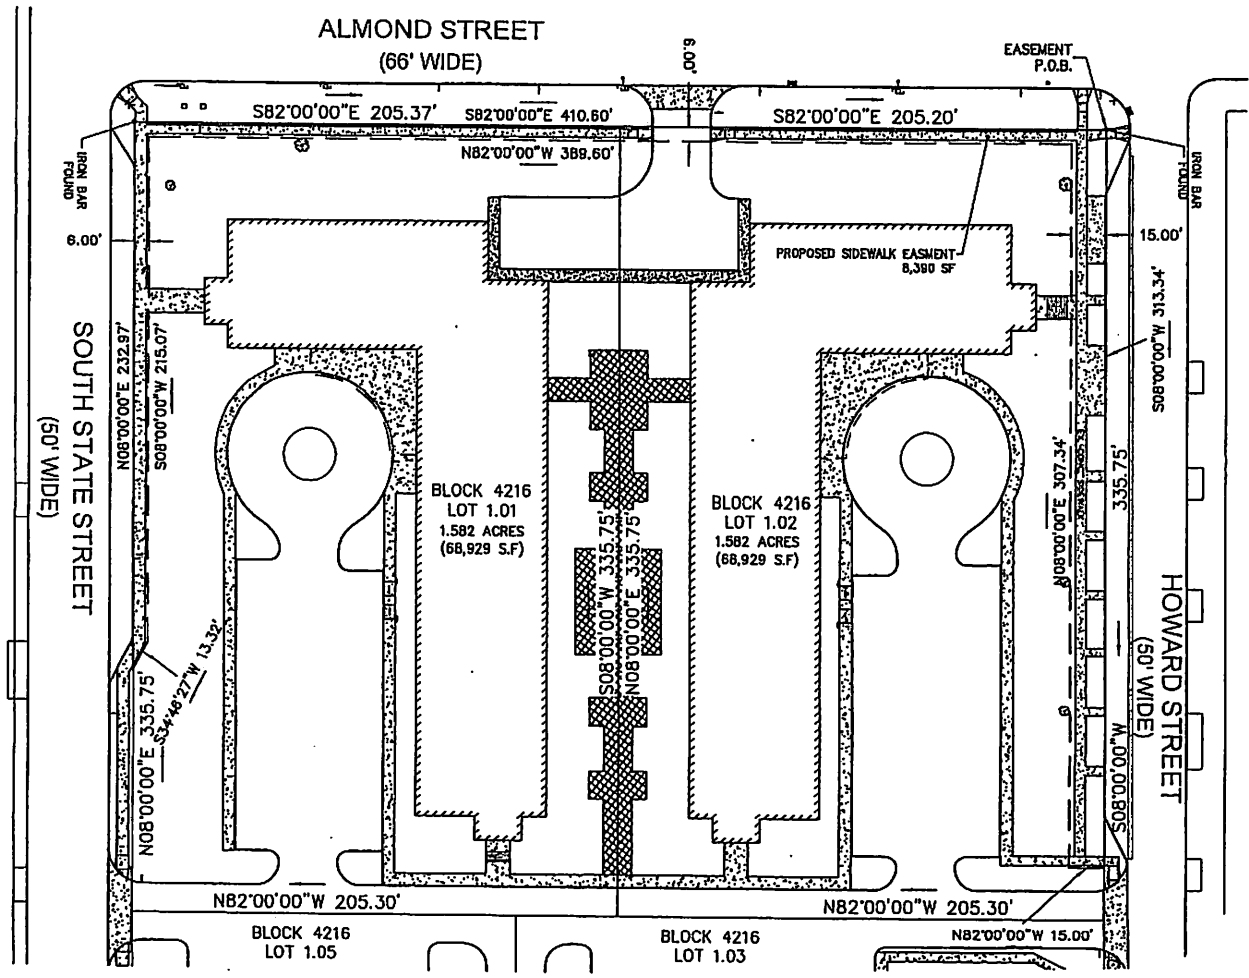 ALMOND STREET
(66' WIDE)
6.00'
EASEMENT
P.O.B.
S82°00'00"E 205.37'
S82°00'00"E 410.60'
S82°00'00"E 205.20'
N82°00'00"W 389.60'
IRON BAR
FOUND
IRON BAR
FOUND
6.00'
15.00'
PROPOSED SIDEWALK EASMENT
8,390 SF
SOUTH STATE STREET
(50' WIDE)
N08°00'00"E 232.97'
S08°00'00"W 215.07'
S08°00'00"W 313.34'
N08°00'00"E 307.34'
335.75'
S08°00'00"W
HOWARD STREET
(50' WIDE)
BLOCK 4216
LOT 1.01
1.582 ACRES
(68,929 S.F)
BLOCK 4216
LOT 1.02
1.582 ACRES
(68,929 S.F)
S08°00'00"W 335.75'
N08°00'00"E 335.75'
S34°48'27"W 13.32'
N08°00'00"E 335.75'
N82°00'00"W 205.30'
N82°00'00"W 205.30'
N82°00'00"W 15.00'
BLOCK 4216
LOT 1.05
BLOCK 4216
LOT 1.03